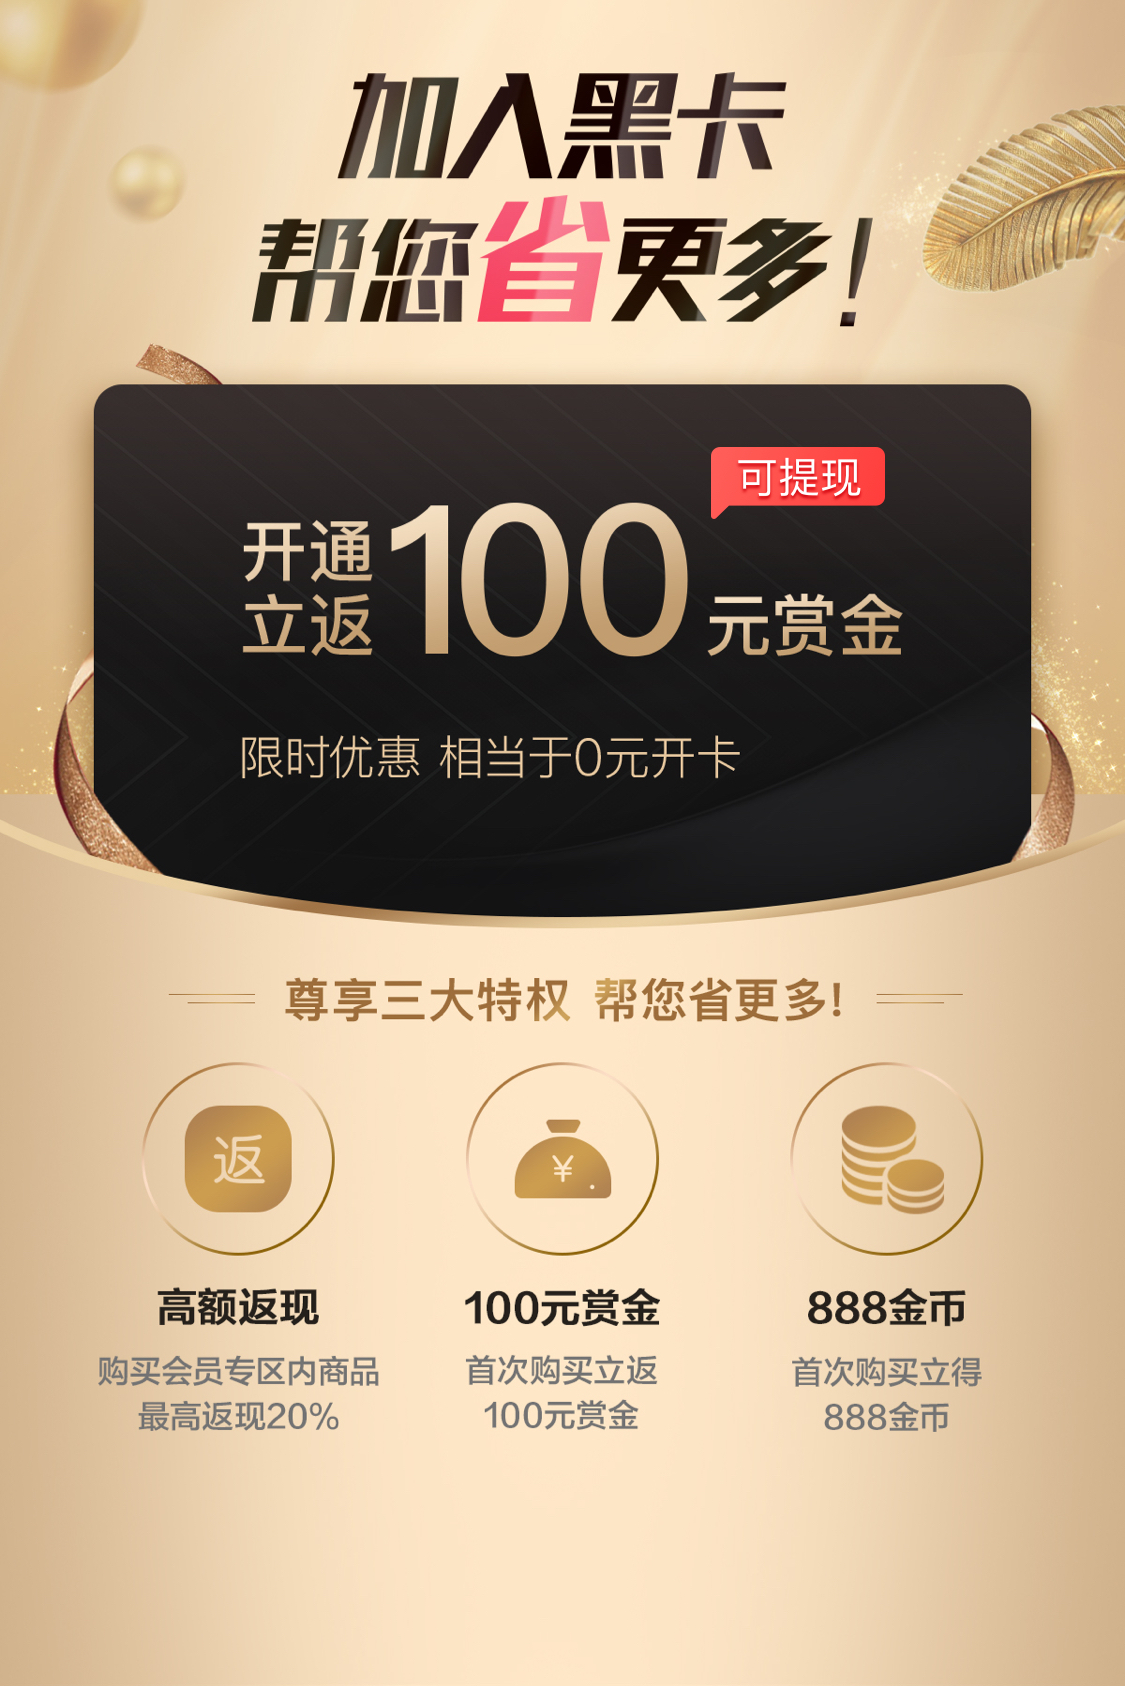 加入黑卡
帮您省更多!
可提现
开通
立返
100元赏金
限时优惠 相当于0元开卡
尊享三大特权 帮您省更多!
返
¥
高额返现
购买会员专区内商品
最高返现20%
100元赏金
首次购买立返
100元赏金
888金币
首次购买立得
888金币